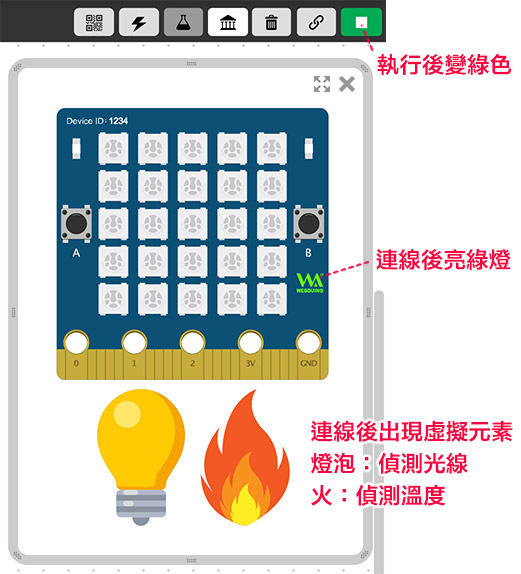 執行後變綠色
Device ID: 1234
A
B
連線後亮綠燈
WEBDUINO
0 1 2 3V GND
連線後出現虛擬元素
燈泡：偵測光線
火：偵測溫度